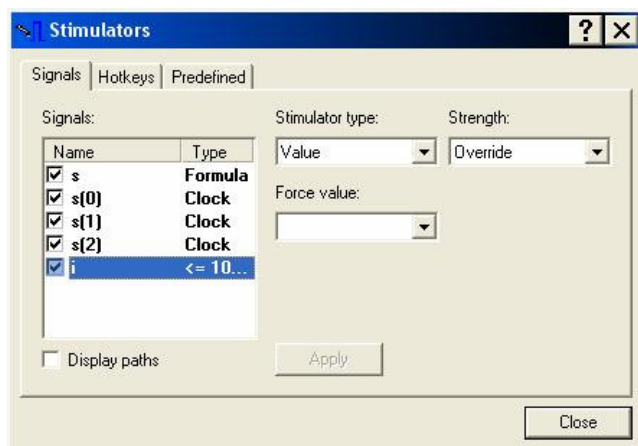 Stimulators
Signals Hotkeys Predefined
Signals: Stimulator type: Strength:
Name Type
Value Override
s Formula
s(0) Clock
Force value:
s(1) Clock
s(2) Clock
i <= 10...
Display paths
Apply
Close